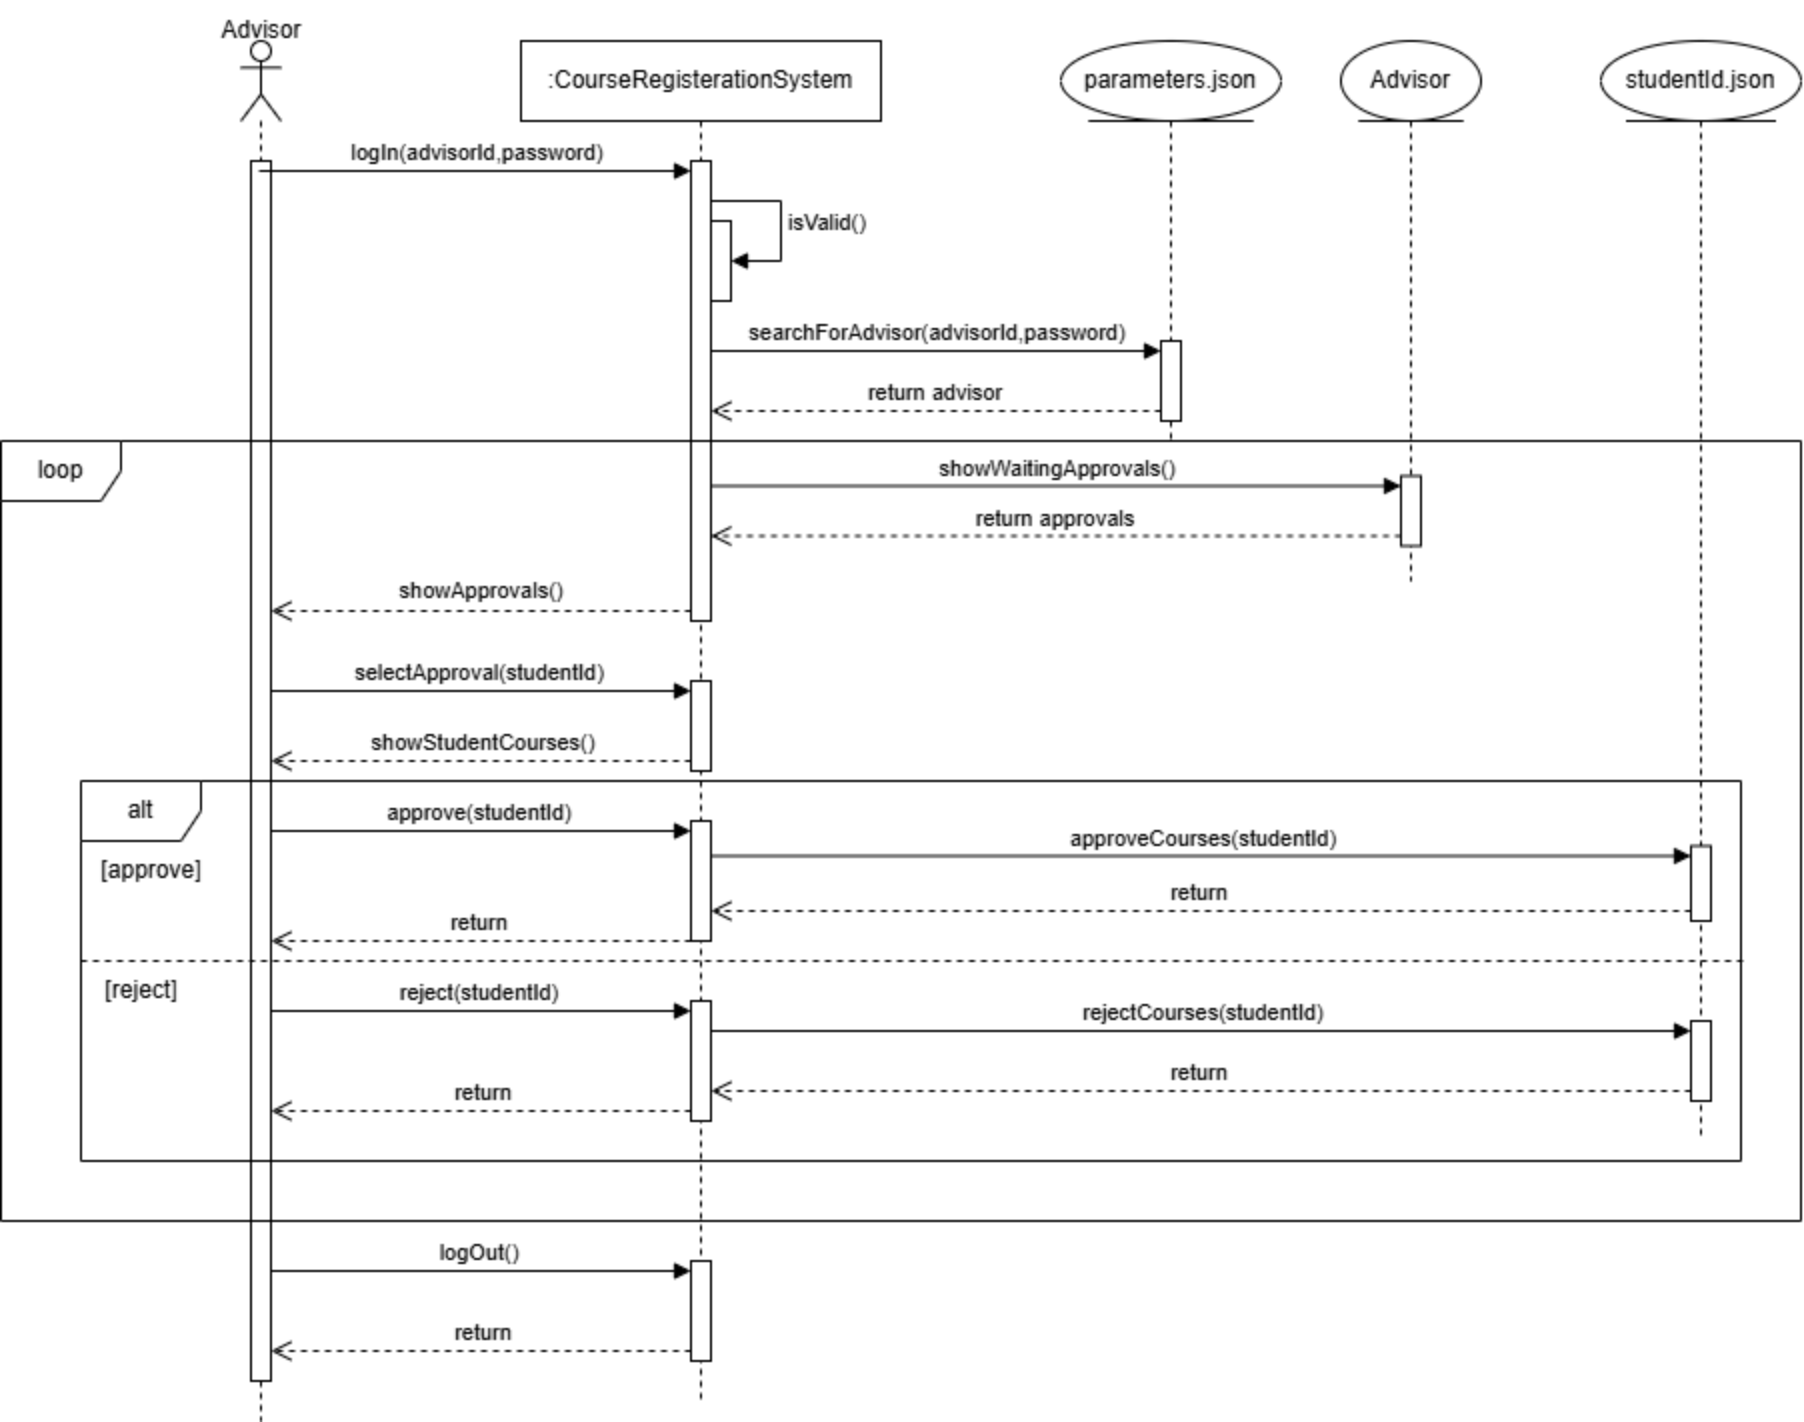 Advisor
:CourseRegisterationSystem
parameters.json
Advisor
studentId.json
logIn(advisorId,password)
isValid()
searchForAdvisor(advisorId,password)
return advisor
loop
showWaitingApprovals()
return approvals
showApprovals()
selectApproval(studentId)
showStudentCourses()
alt
approve(studentId)
approveCourses(studentId)
[approve]
return
return
[reject]
reject(studentId)
rejectCourses(studentId)
return
return
logOut()
return